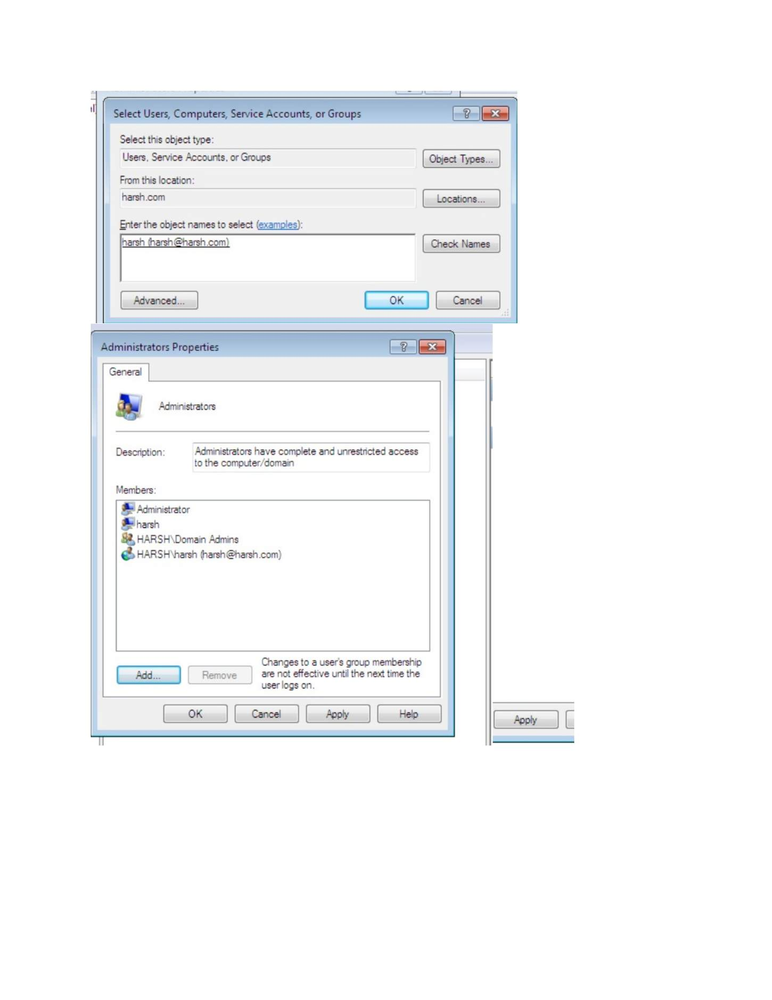 Select Users, Computers, Service Accounts, or Groups
Select this object type:
Users, Service Accounts, or Groups
Object Types...
From this location:
harsh.com
Locations...
Enter the object names to select (examples):
harsh (harsh@harsh.com)
Check Names
Advanced...
OK
Cancel
Administrators Properties
General
Administrators
Description:
Administrators have complete and unrestricted access
to the computer/domain
Members:
Administrator
harsh
HARSH\Domain Admins
HARSH\harsh (harsh@harsh.com)
Add...
Remove
Changes to a user's group membership
are not effective until the next time the
user logs on.
OK
Cancel
Apply
Help
Apply